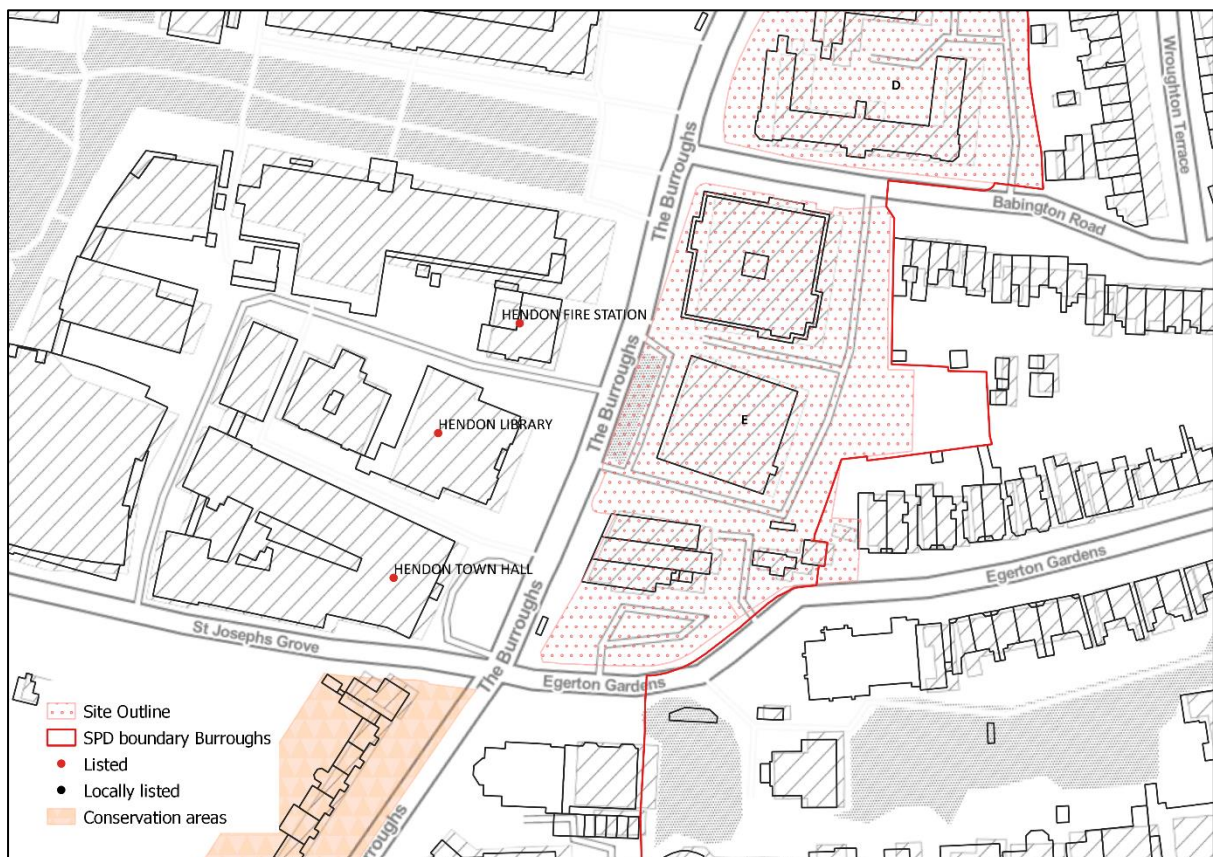 D
Wroughton Terrace
The Burroughs
Babington Road
HENDON FIRE STATION
The Burroughs
HENDON LIBRARY
E
HENDON TOWN HALL
Egerton Gardens
The Burroughs
St Josephs Grove
Egerton Gardens
Burroughs
Site Outline
SPD boundary Burroughs
Listed
Locally listed
Conservation areas